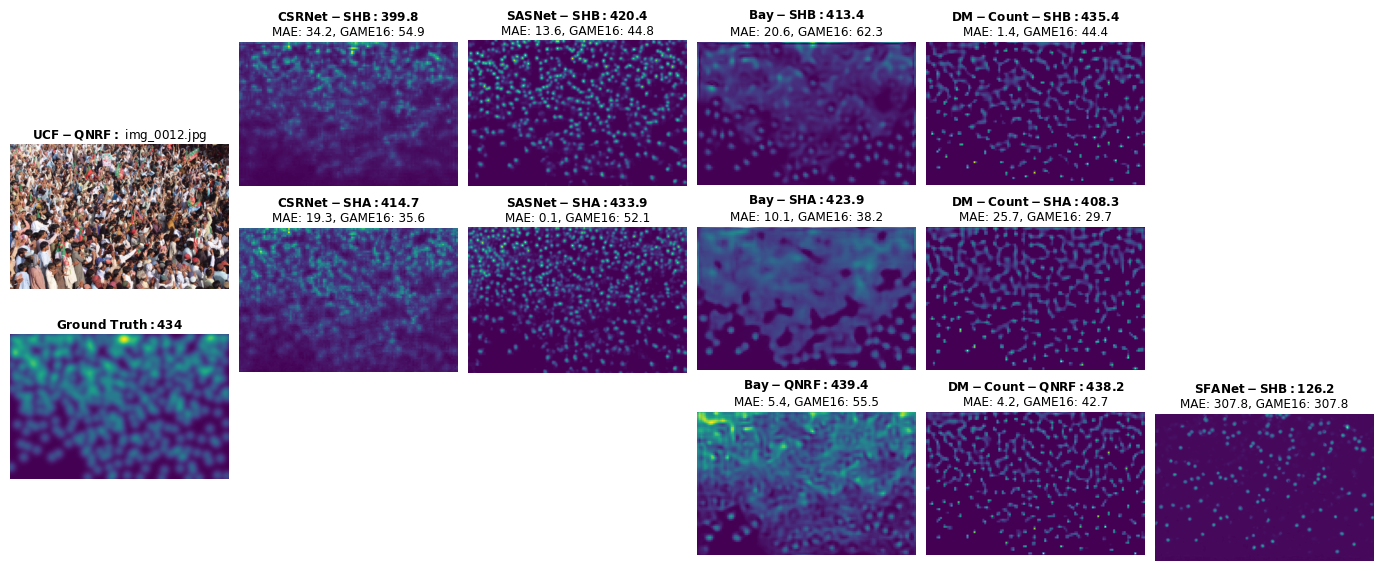 CSRNet − SHB : 399.8
MAE: 34.2, GAME16: 54.9
SASNet − SHB : 420.4
MAE: 13.6, GAME16: 44.8
Bay − SHB : 413.4
MAE: 20.6, GAME16: 62.3
DM − Count − SHB : 435.4
MAE: 1.4, GAME16: 44.4
UCF − QNRF : img_0012.jpg
CSRNet − SHA : 414.7
MAE: 19.3, GAME16: 35.6
SASNet − SHA : 433.9
MAE: 0.1, GAME16: 52.1
Bay − SHA : 423.9
MAE: 10.1, GAME16: 38.2
DM − Count − SHA : 408.3
MAE: 25.7, GAME16: 29.7
Ground Truth : 434
Bay − QNRF : 439.4
MAE: 5.4, GAME16: 55.5
DM − Count − QNRF : 438.2
MAE: 4.2, GAME16: 42.7
SFANet − SHB : 126.2
MAE: 307.8, GAME16: 307.8